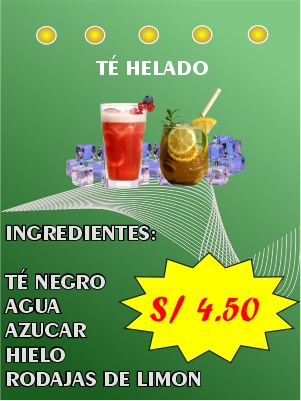 TÉ HELADO
INGREDIENTES:
TÉ NEGRO
AGUA
AZUCAR
HIELO
RODAJAS DE LIMON
S/ 4.50